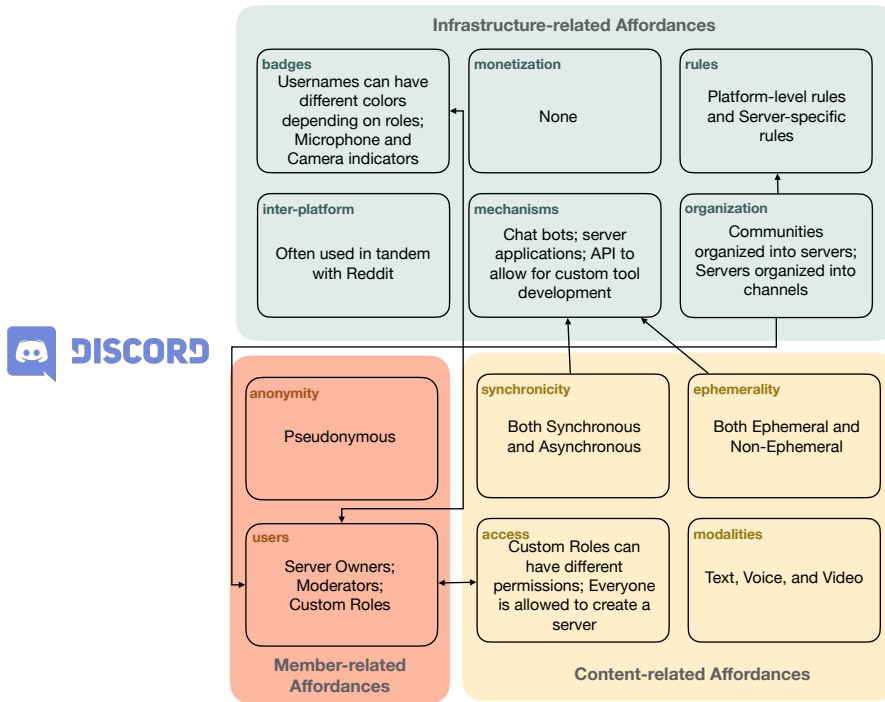 Infrastructure-related Affordances
badges
Usernames can have
different colors
depending on roles;
Microphone and
Camera indicators
monetization
None
rules
Platform-level rules
and Server-specific
rules
inter-platform
Often used in tandem
with Reddit
mechanisms
Chat bots; server
applications; API to
allow for custom tool
development
organization
Communities
organized into servers;
Servers organized into
channels
DISCORD
anonymity
Pseudonymous
synchronicity
Both Synchronous
and Asynchronous
ephemerality
Both Ephemeral and
Non-Ephemeral
users
Server Owners;
Moderators;
Custom Roles
access
Custom Roles can
have different
permissions; Everyone
is allowed to create a
server
modalities
Text, Voice, and Video
Member-related
Affordances
Content-related Affordances